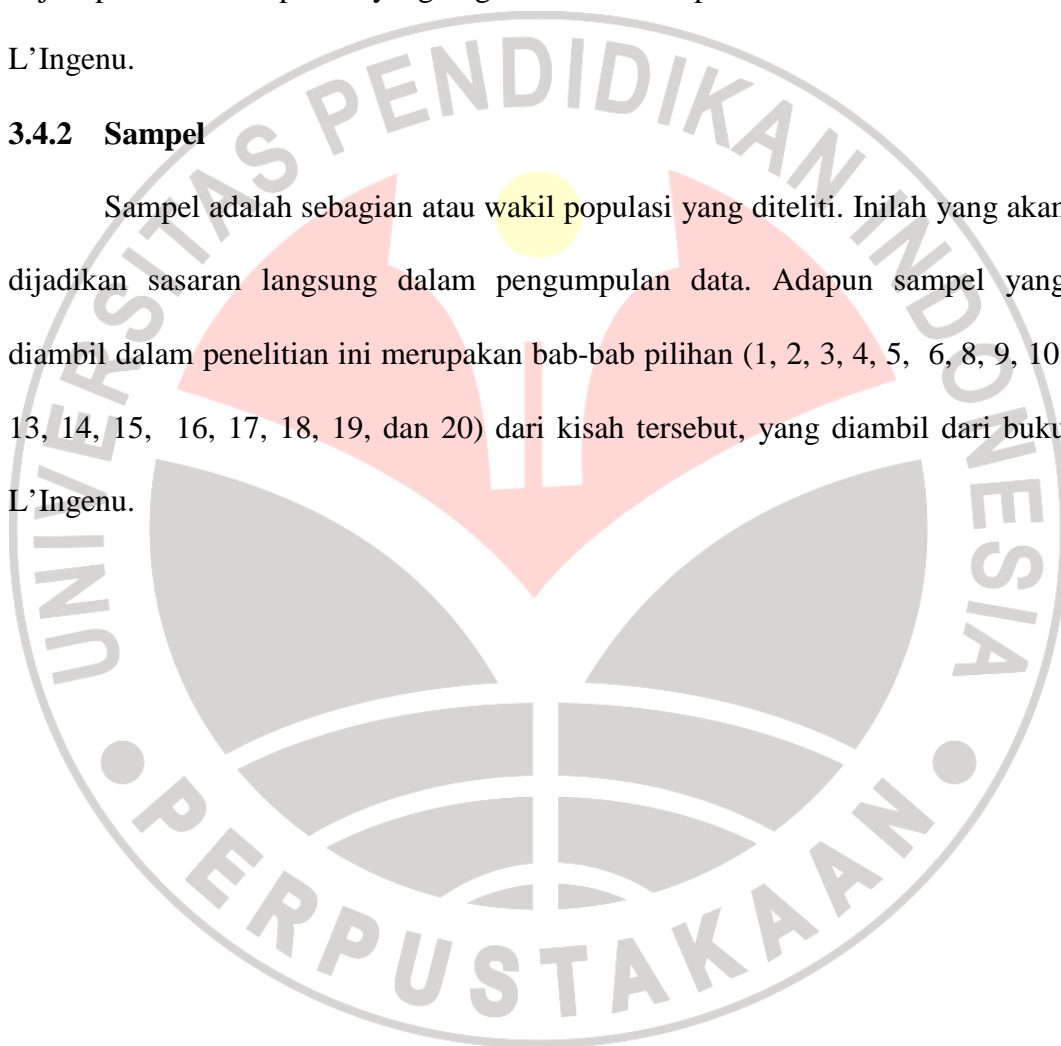 L’Ingenu.
3.4.2 Sampel
Sampel adalah sebagian atau wakil populasi yang diteliti. Inilah yang akan
dijadikan sasaran langsung dalam pengumpulan data. Adapun sampel yang
diambil dalam penelitian ini merupakan bab-bab pilihan (1, 2, 3, 4, 5, 6, 8, 9, 10
13, 14, 15, 16, 17, 18, 19, dan 20) dari kisah tersebut, yang diambil dari buku
L’Ingenu.
UNIVERSITAS PENDIDIKAN INDONESIA
PERPUSTAKAAN